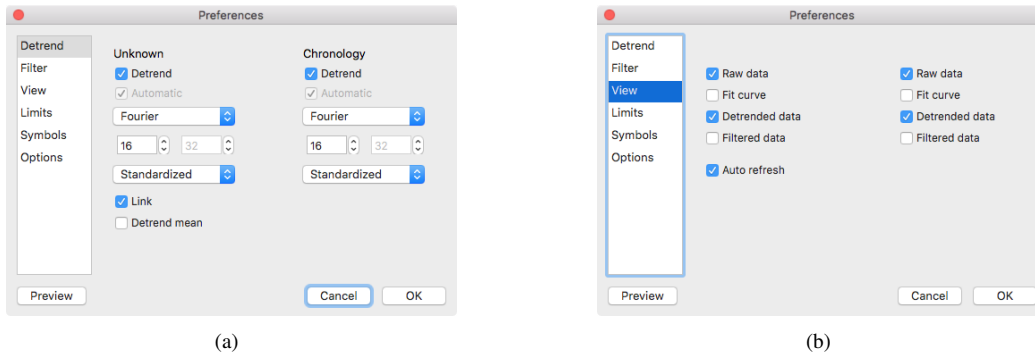 Preferences
Detrend
Filter
View
Limits
Symbols
Options
Unknown
Detrend
Automatic
Fourier
16 32
Standardized
Link
Detrend mean
Chronology
Detrend
Automatic
Fourier
16 32
Standardized
Preview
Cancel
OK
(a)
Preferences
Detrend
Filter
View
Limits
Symbols
Options
Raw data
Fit curve
Detrended data
Filtered data
Auto refresh
Raw data
Fit curve
Detrended data
Filtered data
Preview
Cancel
OK
(b)